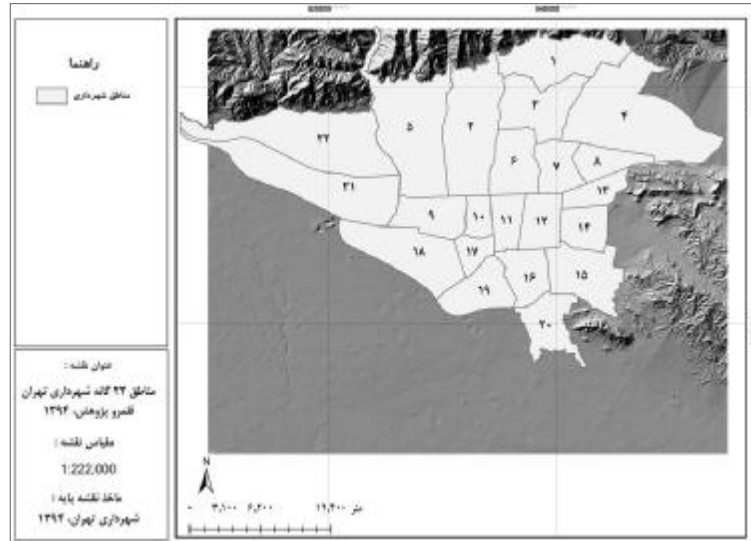 راهنما
مناطق شهرداری
۱
۲
۳
۴
۵
۶
۷
۸
۹
۱۰
۱۱
۱۲
۱۳
۱۴
۱۵
۱۶
۱۷
۱۸
۱۹
۲۰
۲۱
۲۲
عنوان نقشه :
مناطق ۲۲ گانه شهرداری تهران
قلمرو پژوهش، ۱۳۹۴
مقیاس نقشه :
1:222,000
ماخذ نقشه پایه :
شهرداری تهران، ۱۳۹۴
N
۰ ۳,۱۰۰ ۶,۲۰۰ ۱۲,۴۰۰ متر